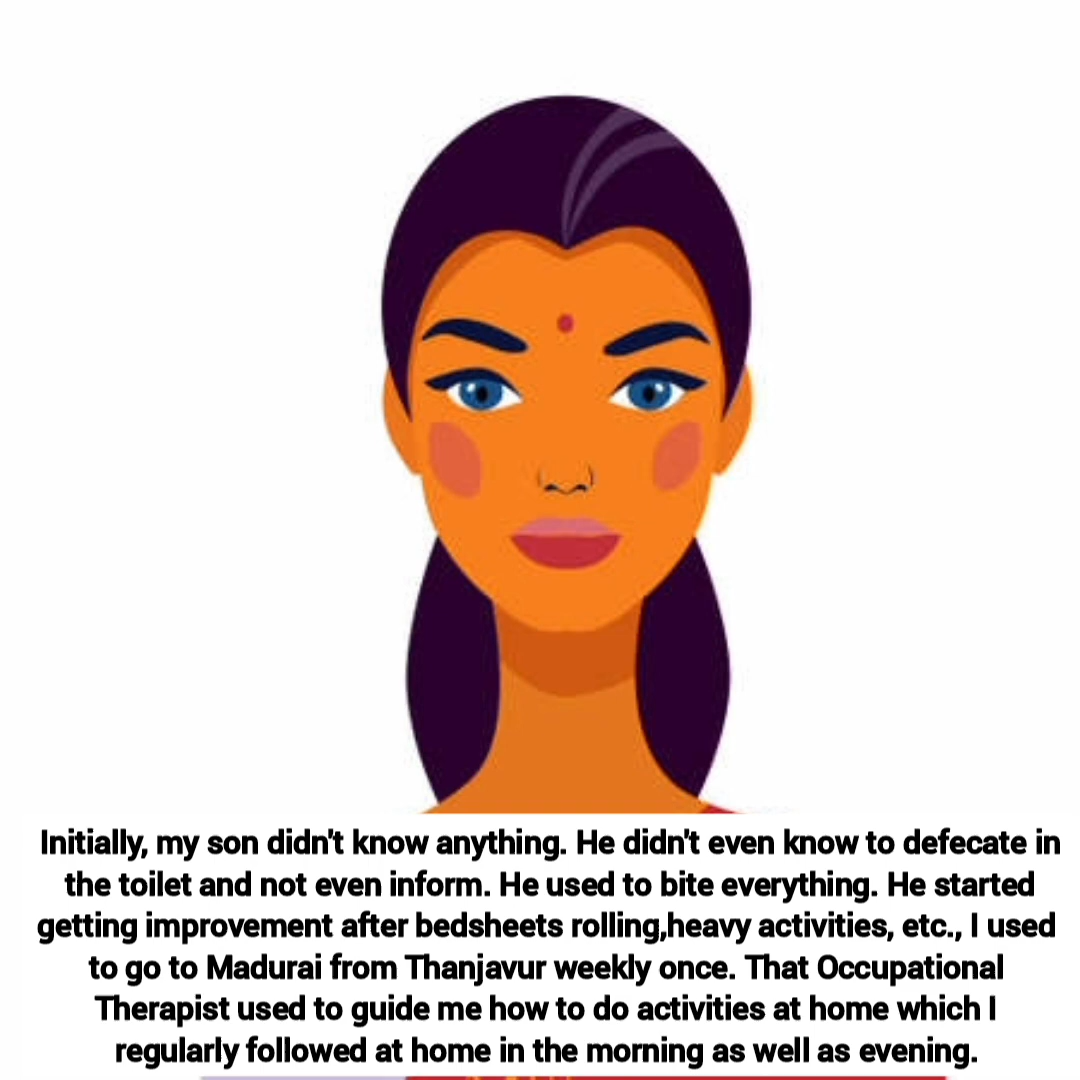 Initially, my son didn't know anything. He didn't even know to defecate in
the toilet and not even inform. He used to bite everything. He started
getting improvement after bedsheets rolling,heavy activities, etc., I used
to go to Madurai from Thanjavur weekly once. That Occupational
Therapist used to guide me how to do activities at home which I
regularly followed at home in the morning as well as evening.